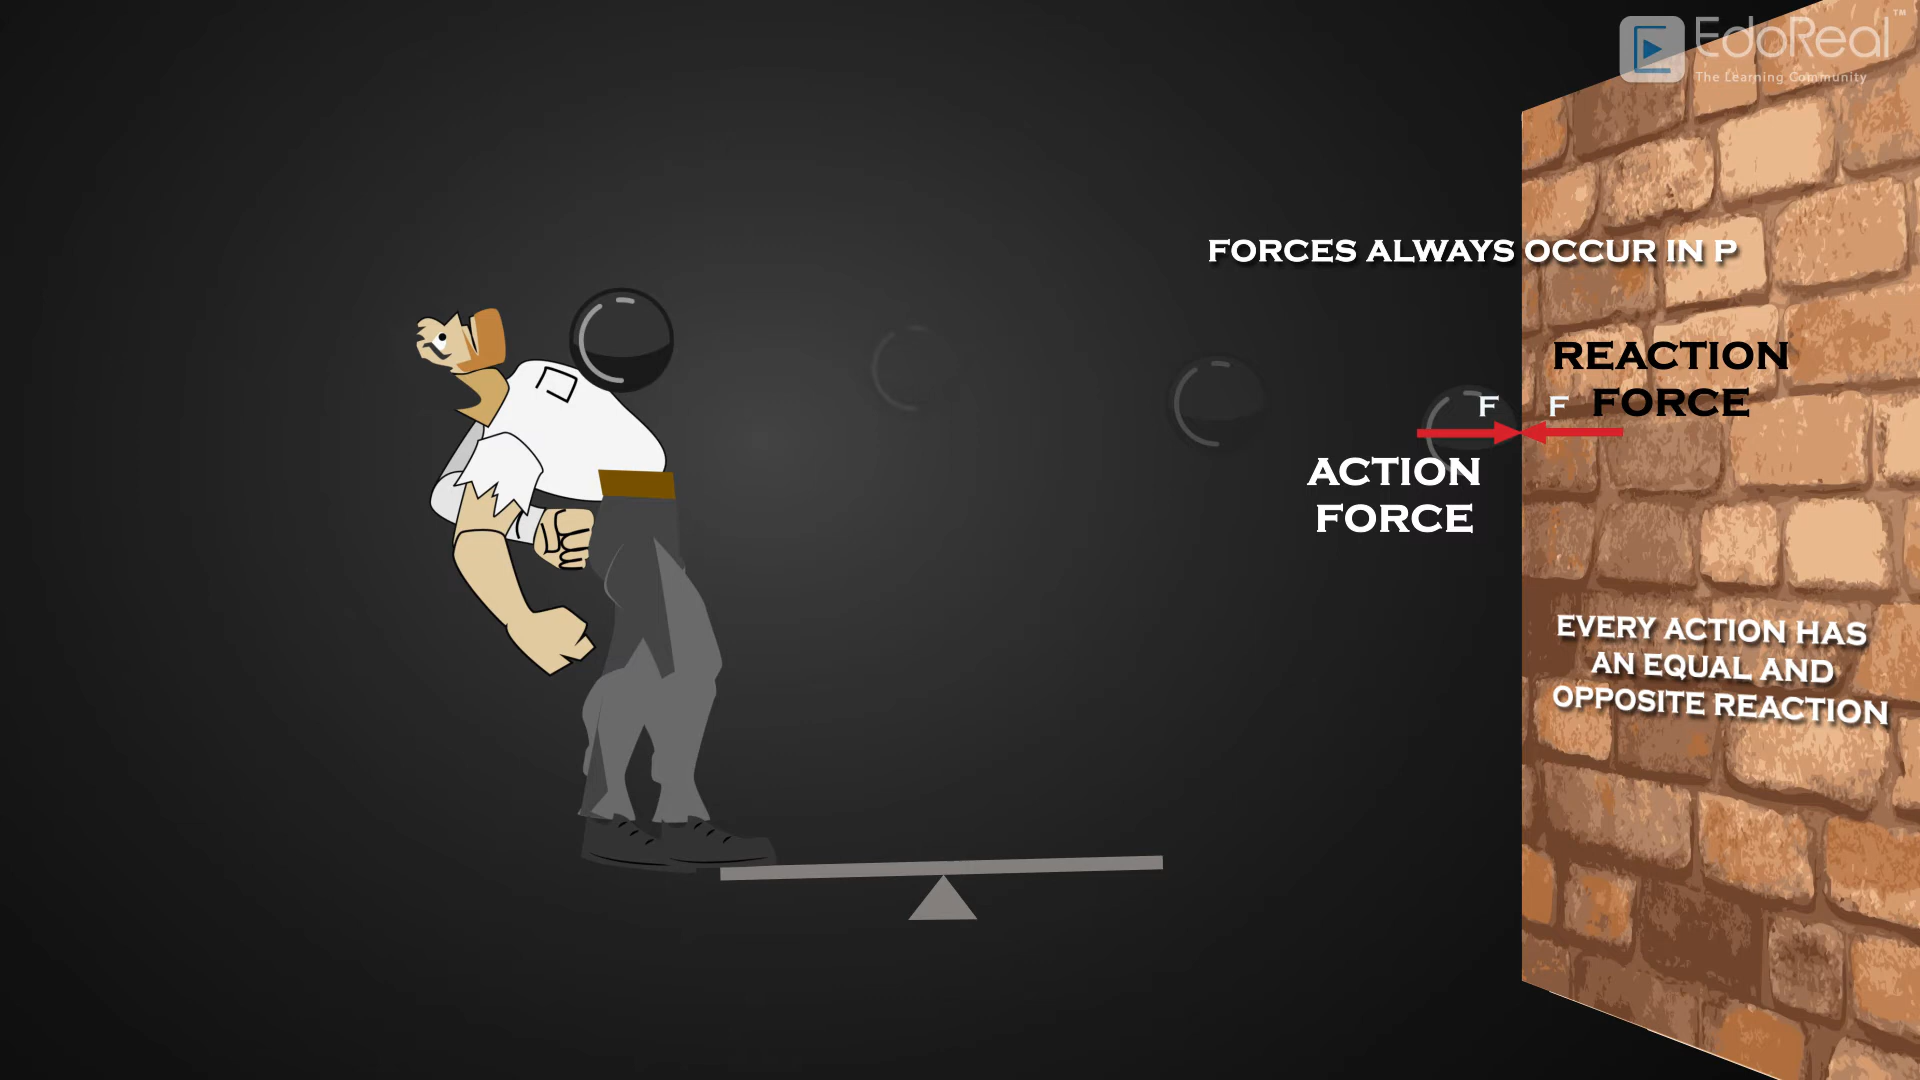 EdoReal™
The Learning Community
FORCES ALWAYS OCCUR IN P
REACTION
FORCE
F F
ACTION
FORCE
EVERY ACTION HAS
AN EQUAL AND
OPPOSITE REACTION